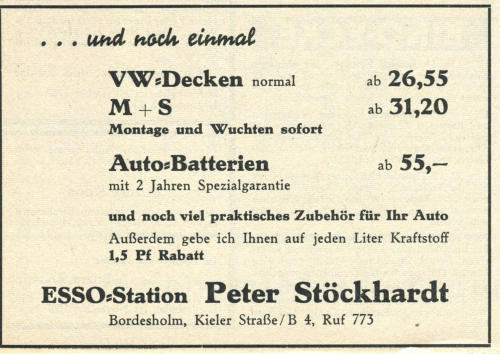 . . . und noch einmal
VW=Decken normal ab 26,55
M + S ab 31,20
Montage und Wuchten sofort
Auto=Batterien ab 55,—
mit 2 Jahren Spezialgarantie
und noch viel praktisches Zubehör für Ihr Auto
Außerdem gebe ich Ihnen auf jeden Liter Kraftstoff
1,5 Pf Rabatt
ESSO=Station Peter Stöckhardt
Bordesholm, Kieler Straße/B 4, Ruf 773